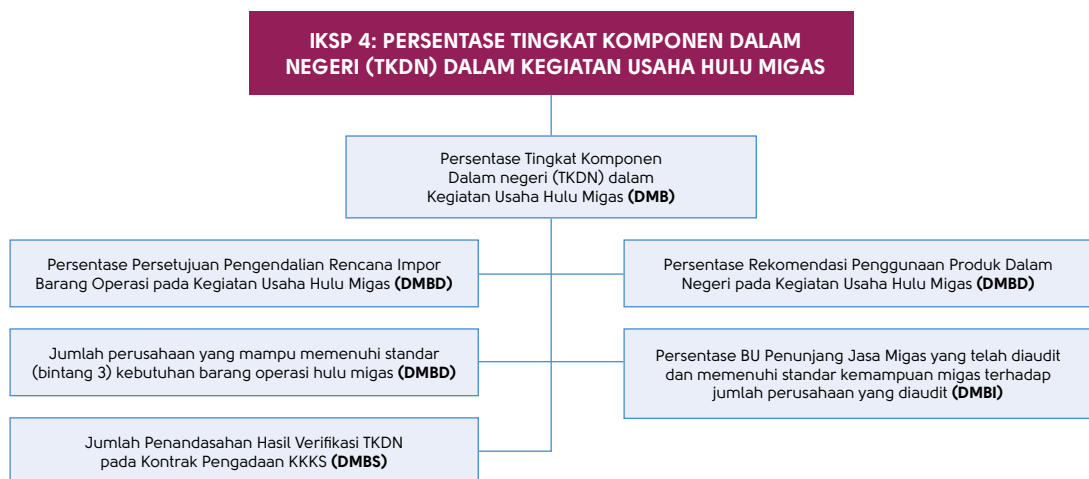 IKSP 4: PERSENTASE TINGKAT KOMPONEN DALAM
NEGERI (TKDN) DALAM KEGIATAN USAHA HULU MIGAS
Persentase Tingkat Komponen
Dalam negeri (TKDN) dalam
Kegiatan Usaha Hulu Migas (DMB)
Persentase Persetujuan Pengendalian Rencana Impor
Barang Operasi pada Kegiatan Usaha Hulu Migas (DMBD)
Persentase Rekomendasi Penggunaan Produk Dalam
Negeri pada Kegiatan Usaha Hulu Migas (DMBD)
Jumlah perusahaan yang mampu memenuhi standar
(bintang 3) kebutuhan barang operasi hulu migas (DMBD)
Persentase BU Penunjang Jasa Migas yang telah diaudit
dan memenuhi standar kemampuan migas terhadap
jumlah perusahaan yang diaudit (DMBI)
Jumlah Penandasahan Hasil Verifikasi TKDN
pada Kontrak Pengadaan KKKS (DMBS)